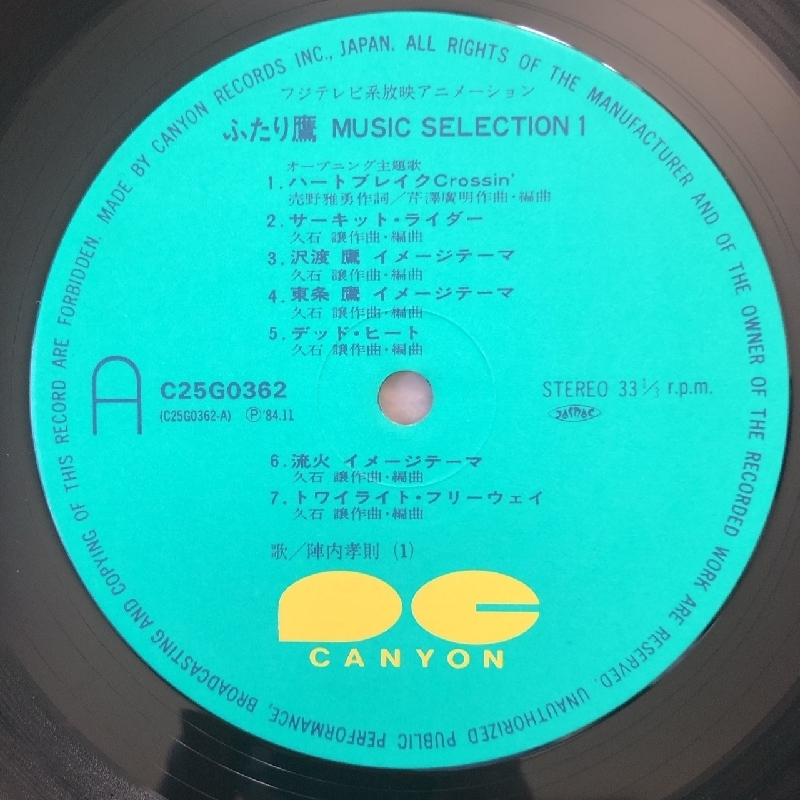 MADE BY CANYON RECORDS INC., JAPAN. ALL RIGHTS OF THE MANUFACTURER AND OF THE OWNER OF THE RECORDED WORK ARE RESERVED. UNAUTHORIZED PUBLIC PERFORMANCE, BROADCASTING AND COPYING OF THIS RECORD ARE FORBIDDEN.
フジテレビ系放映アニメーション
ふたり鷹 MUSIC SELECTION 1
オープニング主題歌
1. ハートブレイクCrossin'
売野雅勇作詞／芹澤廣明作曲・編曲
2. サーキット・ライダー
久石 譲作曲・編曲
3. 沢渡 鷹 イメージテーマ
久石 譲作曲・編曲
4. 東条 鷹 イメージテーマ
久石 譲作曲・編曲
5. デッド・ヒート
久石 譲作曲・編曲
A
C25G0362
(C25G0362-A) Ⓟ '84.11
STEREO 33 1/3 r.p.m.
JASRAC
6. 流火 イメージテーマ
久石 譲作曲・編曲
7. トワイライト・フリーウェイ
久石 譲作曲・編曲
歌／陣内孝則 (1)
CANYON